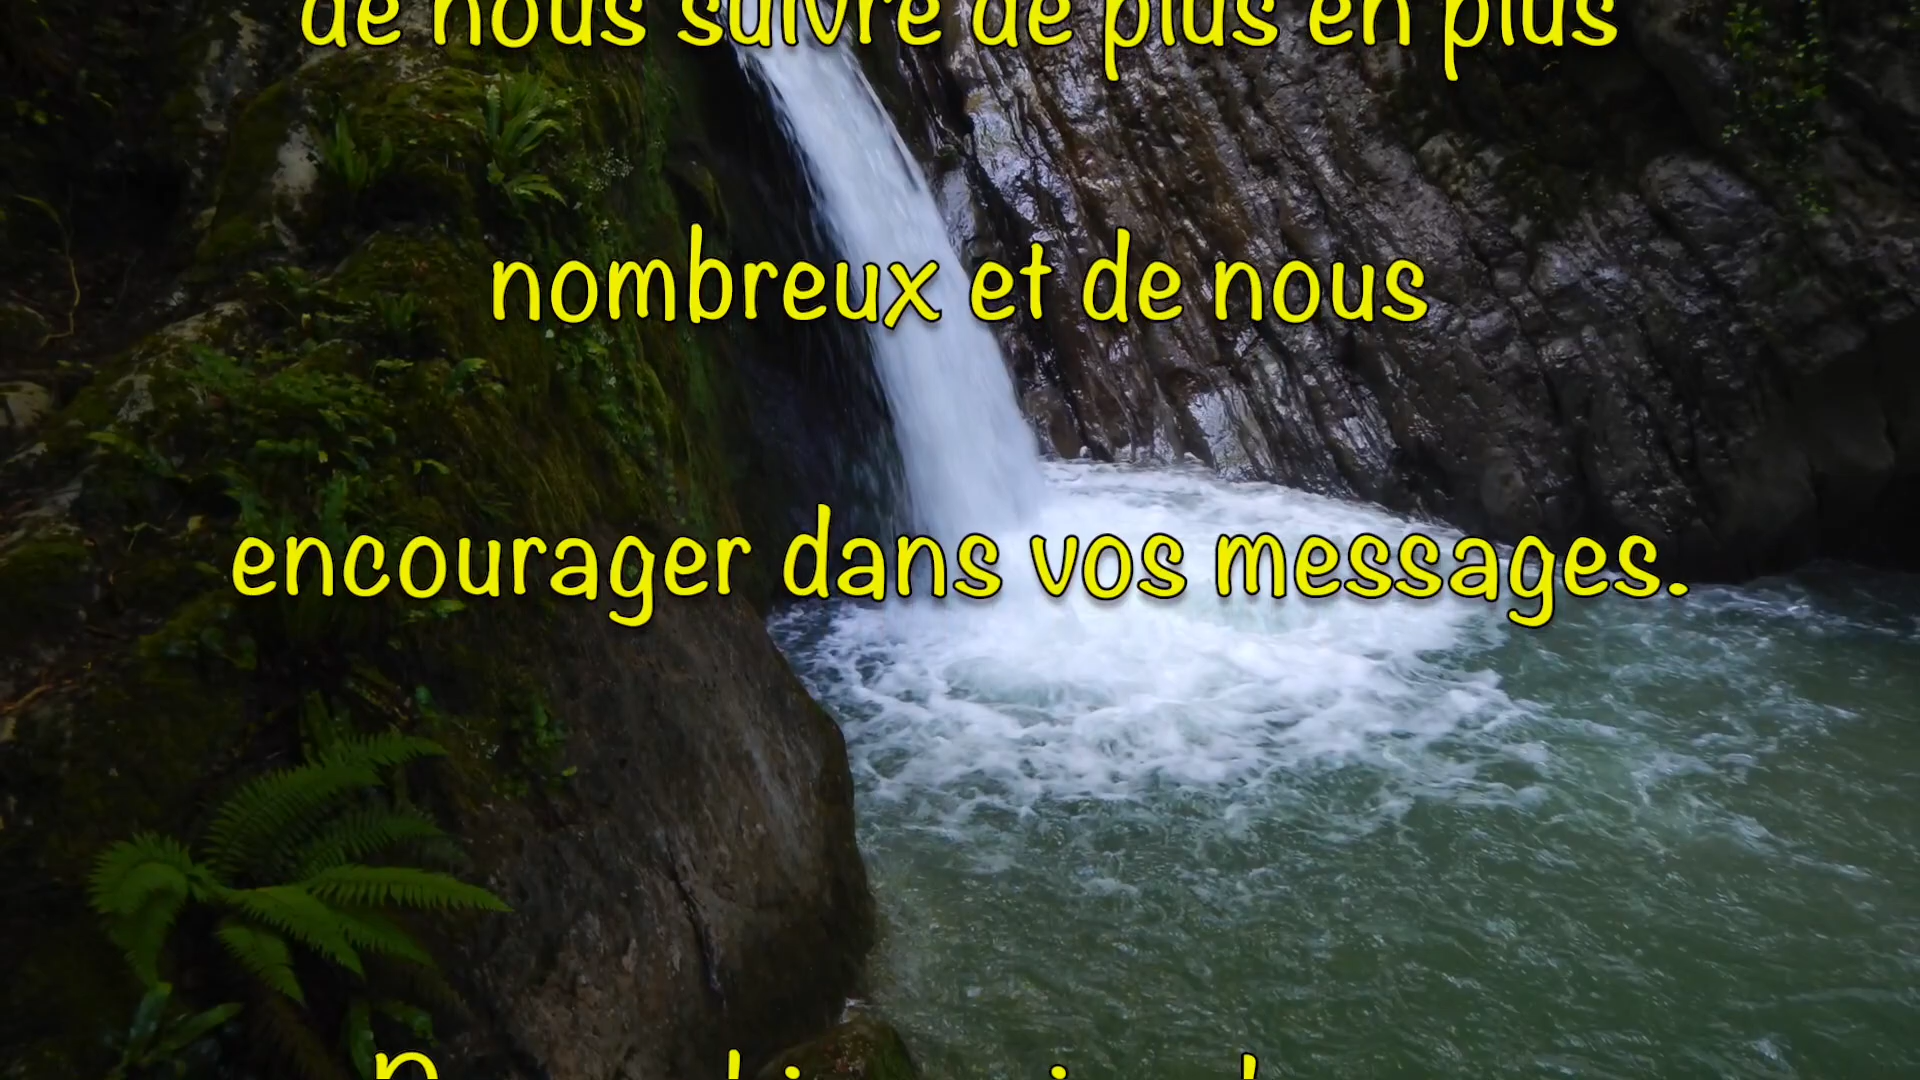 de nous suivre de plus en plus
nombreux et de nous
encourager dans vos messages.